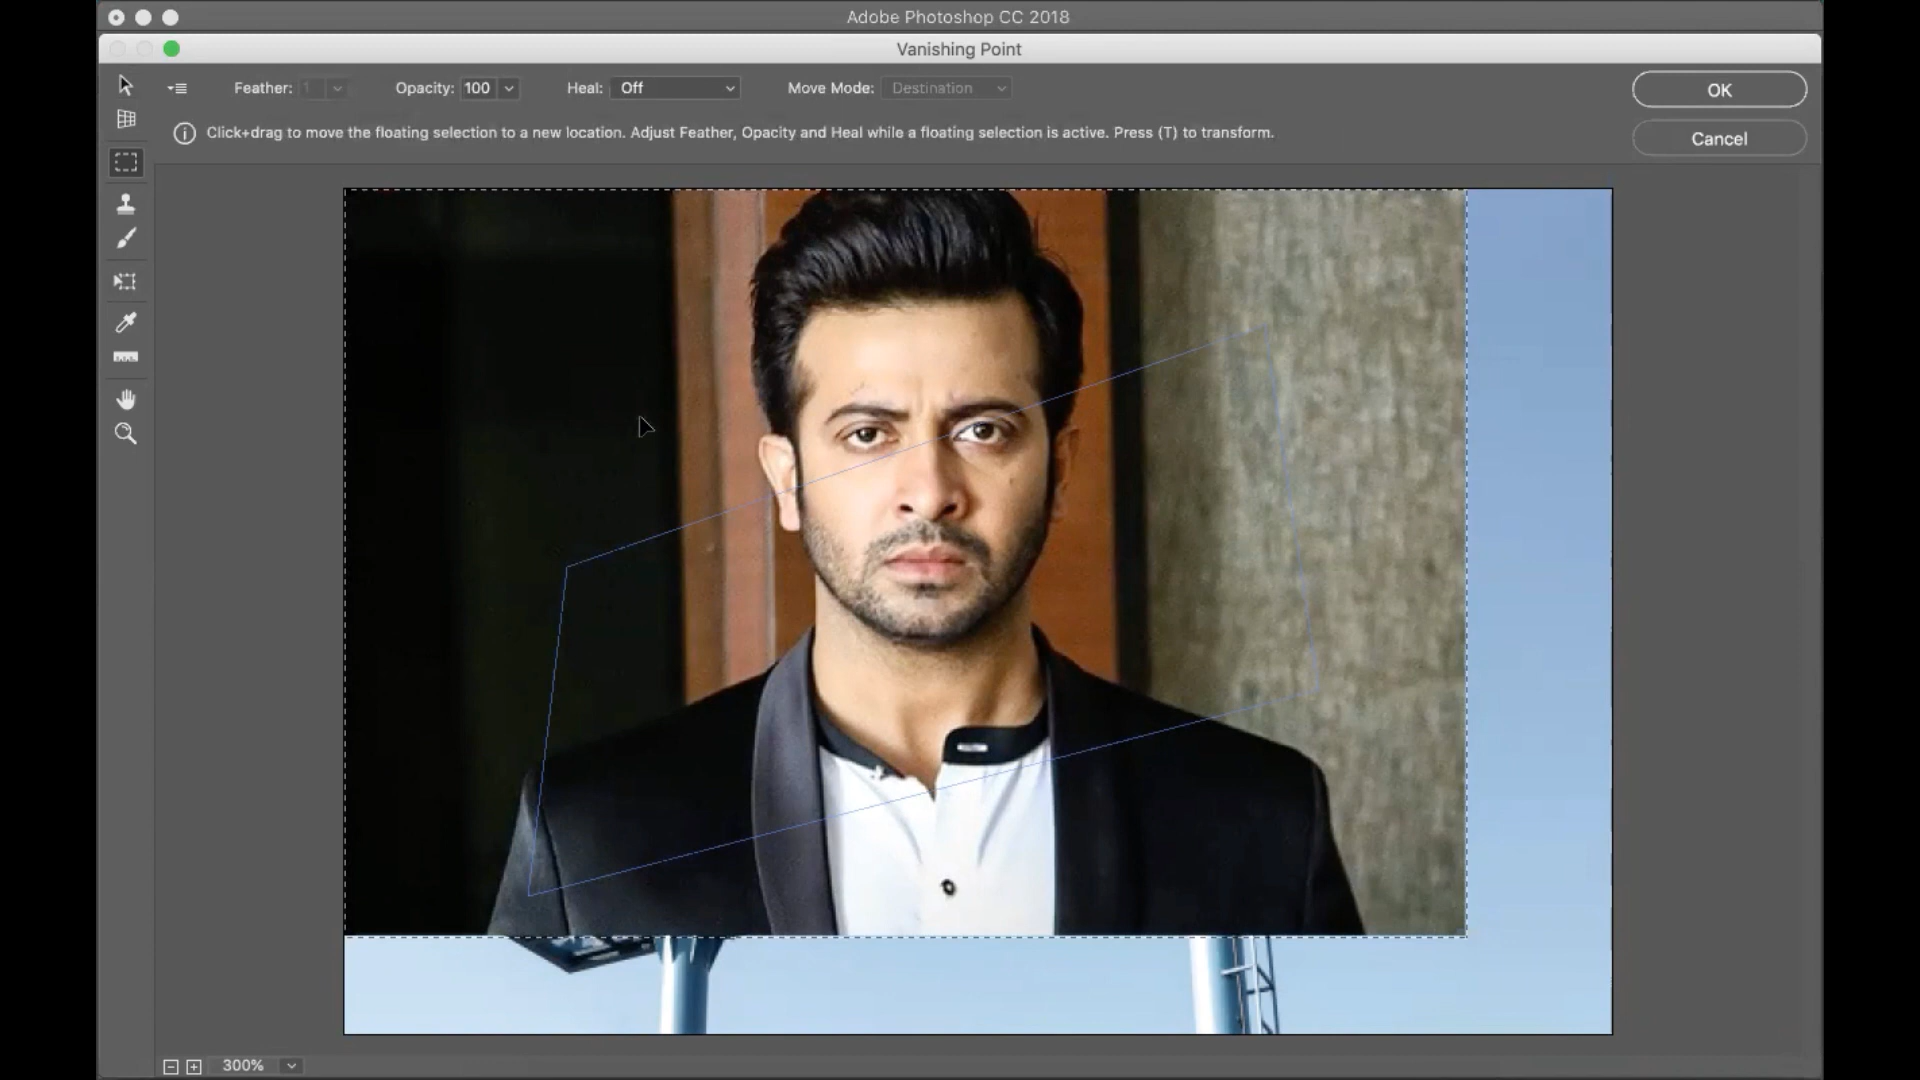 Adobe Photoshop CC 2018
Vanishing Point
Feather: 1 Opacity: 100 Heal: Off Move Mode: Destination OK
Click+drag to move the floating selection to a new location. Adjust Feather, Opacity and Heal while a floating selection is active. Press (T) to transform.
Cancel
300%